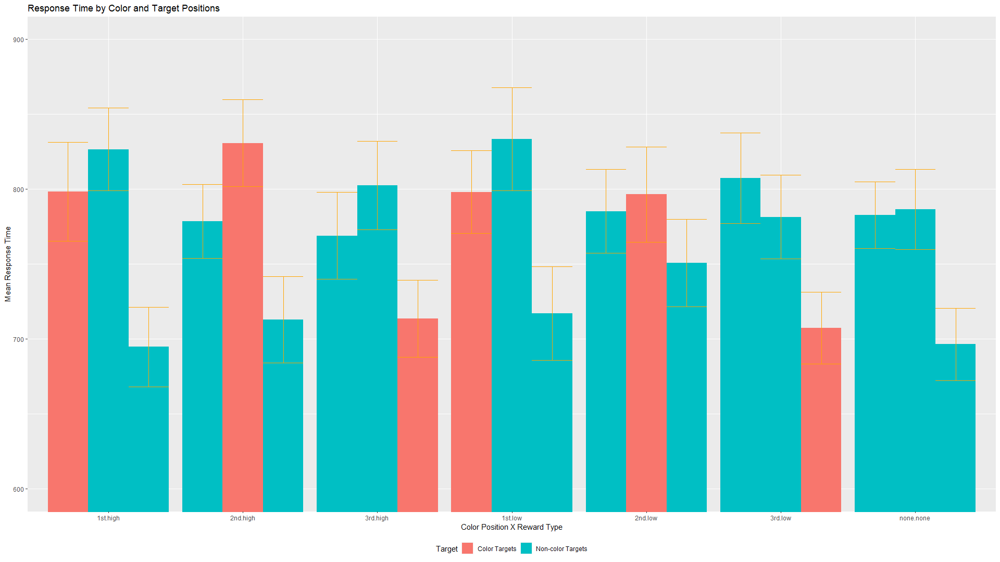 Response Time by Color and Target Positions
900
800
700
600
Mean Response Time
1st.high 2nd.high 3rd.high 1st.low 2nd.low 3rd.low none.none
Color Position X Reward Type
Target Color Targets Non-color Targets